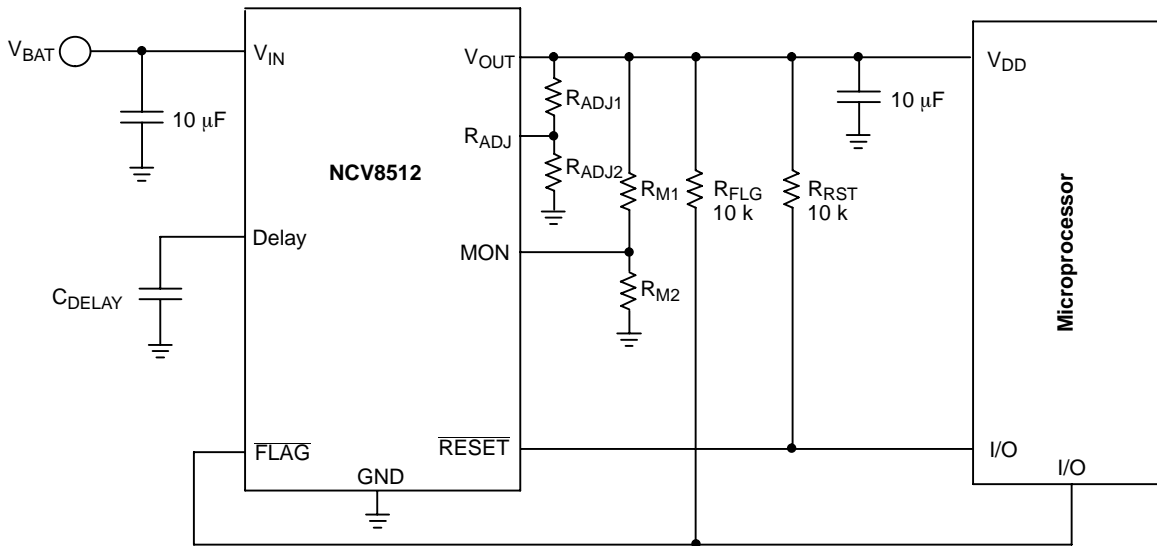 V_BAT
V_IN
V_OUT
V_DD
10 μF
R_ADJ1
10 μF
R_ADJ
R_ADJ2
NCV8512
R_M1
R_FLG
10 k
R_RST
10 k
Delay
MON
R_M2
C_DELAY
Microprocessor
FLAG
RESET
I/O
I/O
GND